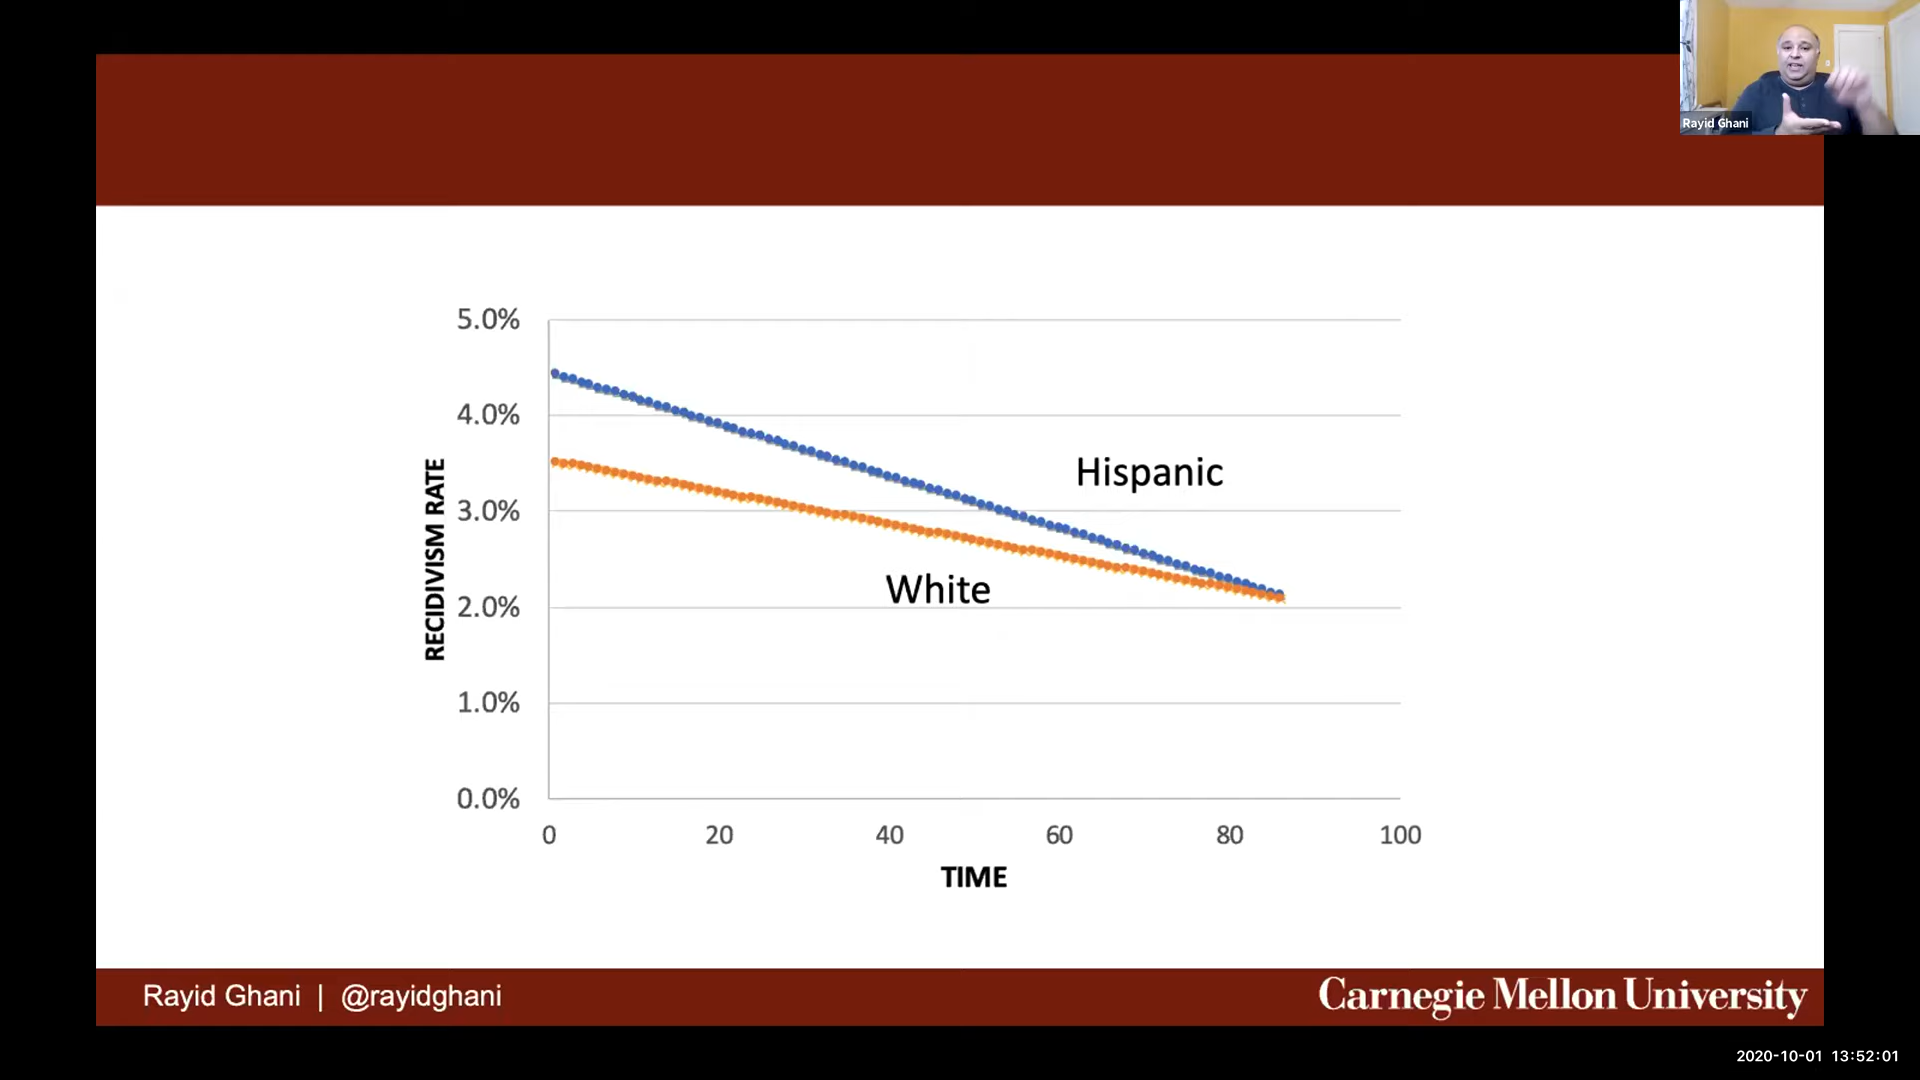 Rayid Ghani
5.0%
4.0%
3.0%
2.0%
1.0%
0.0%
RECIDIVISM RATE
Hispanic
White
0 20 40 60 80 100
TIME
Rayid Ghani | @rayidghani
Carnegie Mellon University
2020-10-01 13:52:01